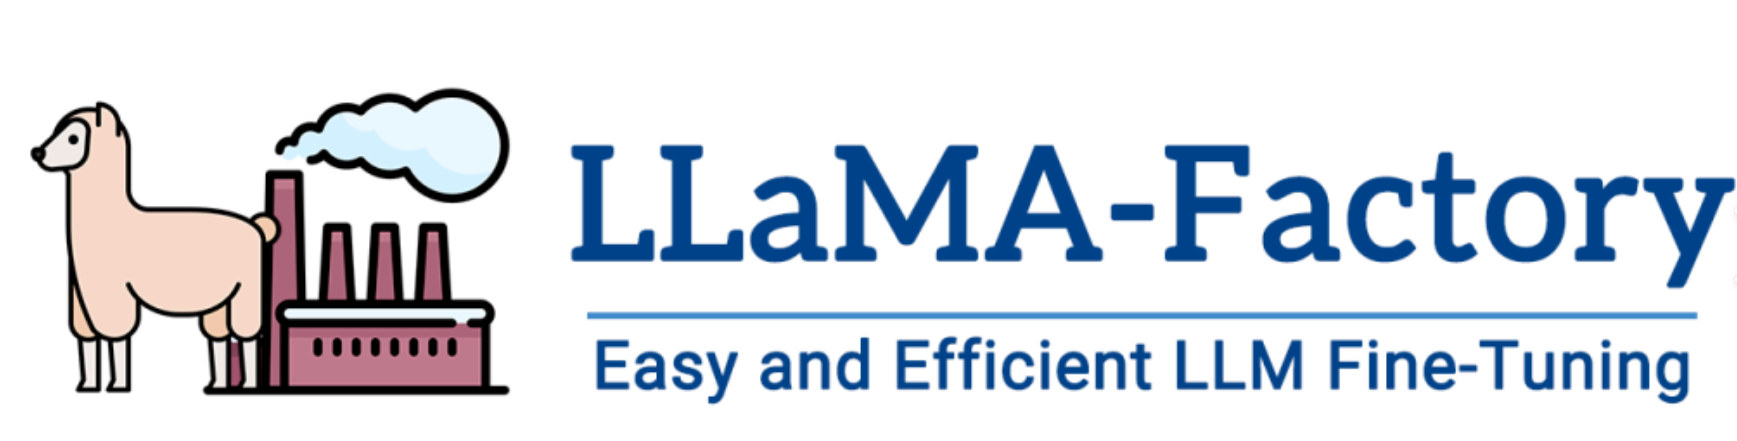 LLaMA-Factory
Easy and Efficient LLM Fine-Tuning